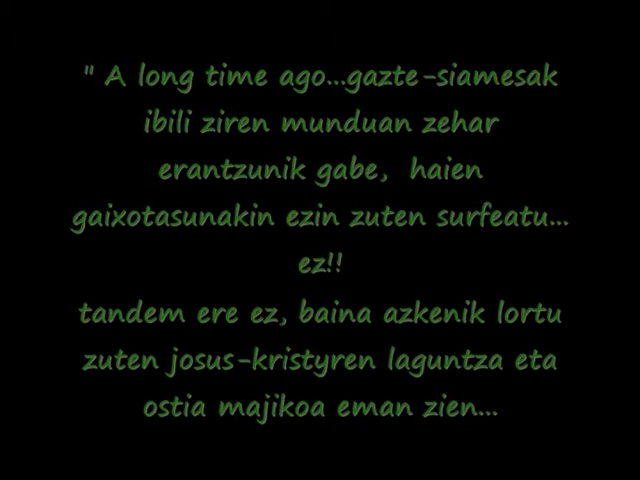 " A long time ago...gazte-siamesak
ibili ziren munduan zehar
erantzunik gabe, haien
gaixotasunakin ezin zuten surfeatu...
ez!!
tandem ere ez, baina azkenik lortu
zuten josus-kristyren laguntza eta
ostia majikoa eman zien...